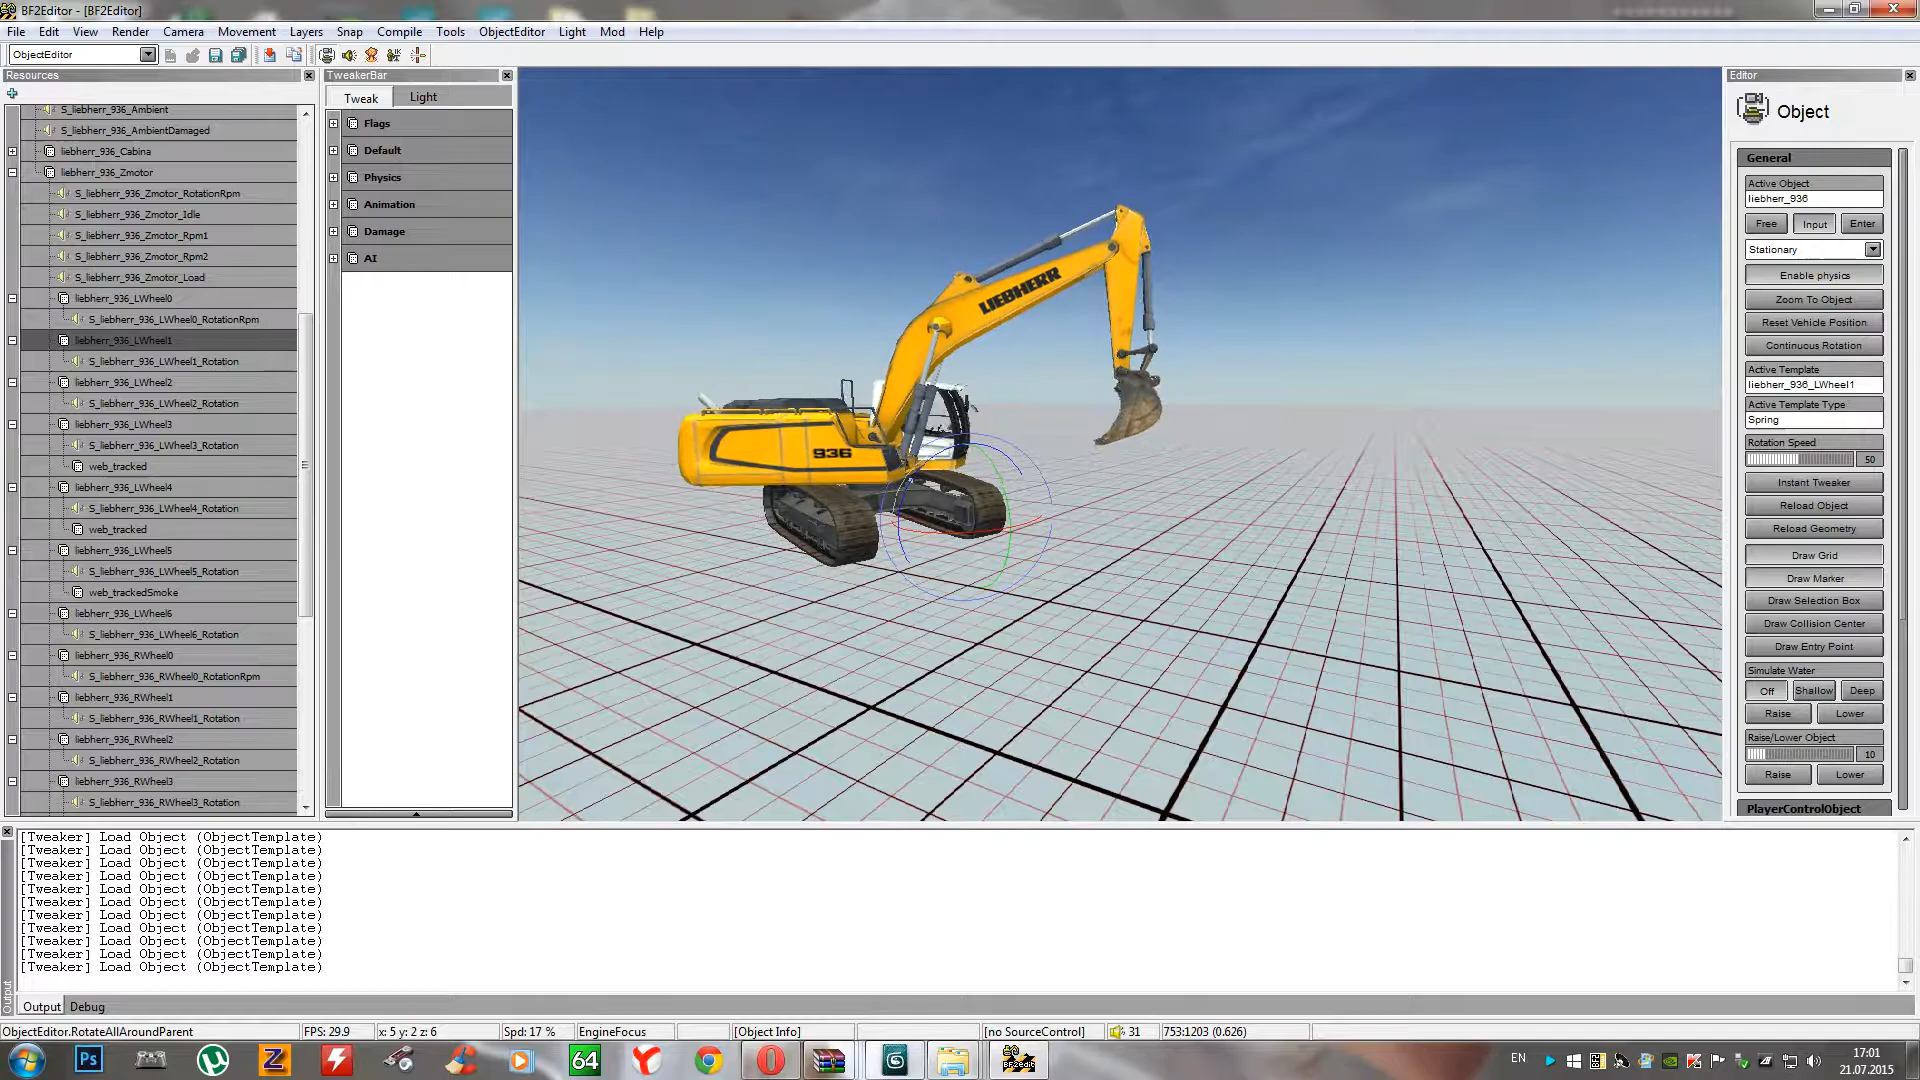 BF2Editor - [BF2Editor]
File Edit View Render Camera Movement Layers Snap Compile Tools ObjectEditor Light Mod Help
ObjectEditor
Resources
S_liebherr_936_Ambient
S_liebherr_936_AmbientDamaged
liebherr_936_Cabina
liebherr_936_Zmotor
S_liebherr_936_Zmotor_RotationRpm
S_liebherr_936_Zmotor_Idle
S_liebherr_936_Zmotor_Rpm1
S_liebherr_936_Zmotor_Rpm2
S_liebherr_936_Zmotor_Load
liebherr_936_LWheel0
S_liebherr_936_LWheel0_RotationRpm
liebherr_936_LWheel1
S_liebherr_936_LWheel1_Rotation
liebherr_936_LWheel2
S_liebherr_936_LWheel2_Rotation
liebherr_936_LWheel3
S_liebherr_936_LWheel3_Rotation
web_tracked
liebherr_936_LWheel4
S_liebherr_936_LWheel4_Rotation
web_tracked
liebherr_936_LWheel5
S_liebherr_936_LWheel5_Rotation
web_trackedSmoke
liebherr_936_LWheel6
S_liebherr_936_LWheel6_Rotation
liebherr_936_RWheel0
S_liebherr_936_RWheel0_RotationRpm
liebherr_936_RWheel1
S_liebherr_936_RWheel1_Rotation
liebherr_936_RWheel2
S_liebherr_936_RWheel2_Rotation
liebherr_936_RWheel3
S_liebherr_936_RWheel3_Rotation
TweakerBar
Tweak Light
Flags
Default
Physics
Animation
Damage
AI
LIEBHERR
936
Editor
Object
General
Active Object
liebherr_936
Free Input Enter
Stationary
Enable physics
Zoom To Object
Reset Vehicle Position
Continuous Rotation
Active Template
liebherr_936_LWheel1
Active Template Type
Spring
Rotation Speed
50
Instant Tweaker
Reload Object
Reload Geometry
Draw Grid
Draw Marker
Draw Selection Box
Draw Collision Center
Draw Entry Point
Simulate Water
Off Shallow Deep
Raise Lower
Raise/Lower Object
10
Raise Lower
PlayerControlObject
[Tweaker] Load Object (ObjectTemplate)
[Tweaker] Load Object (ObjectTemplate)
[Tweaker] Load Object (ObjectTemplate)
[Tweaker] Load Object (ObjectTemplate)
[Tweaker] Load Object (ObjectTemplate)
[Tweaker] Load Object (ObjectTemplate)
[Tweaker] Load Object (ObjectTemplate)
[Tweaker] Load Object (ObjectTemplate)
[Tweaker] Load Object (ObjectTemplate)
[Tweaker] Load Object (ObjectTemplate)
[Tweaker] Load Object (ObjectTemplate)
Output
Output Debug
ObjectEditor.RotateAllAroundParent FPS: 29.9 x: 5 y: 2 z: 6 Spd: 17 % EngineFocus [Object Info] [no SourceControl] 31 753:1203 (0.626)
Ps
64
BF2edit
EN
17:01
21.07.2015